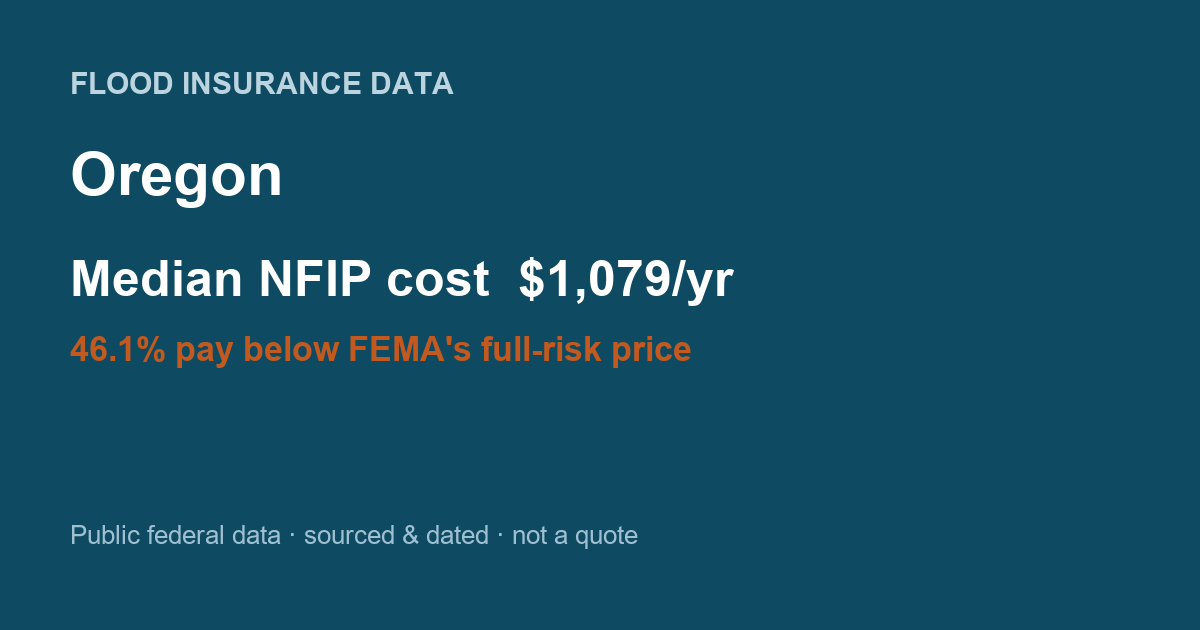 FLOOD INSURANCE DATA
Oregon
Median NFIP cost  $1,079/yr
46.1% pay below FEMA's full-risk price
Public federal data · sourced & dated · not a quote